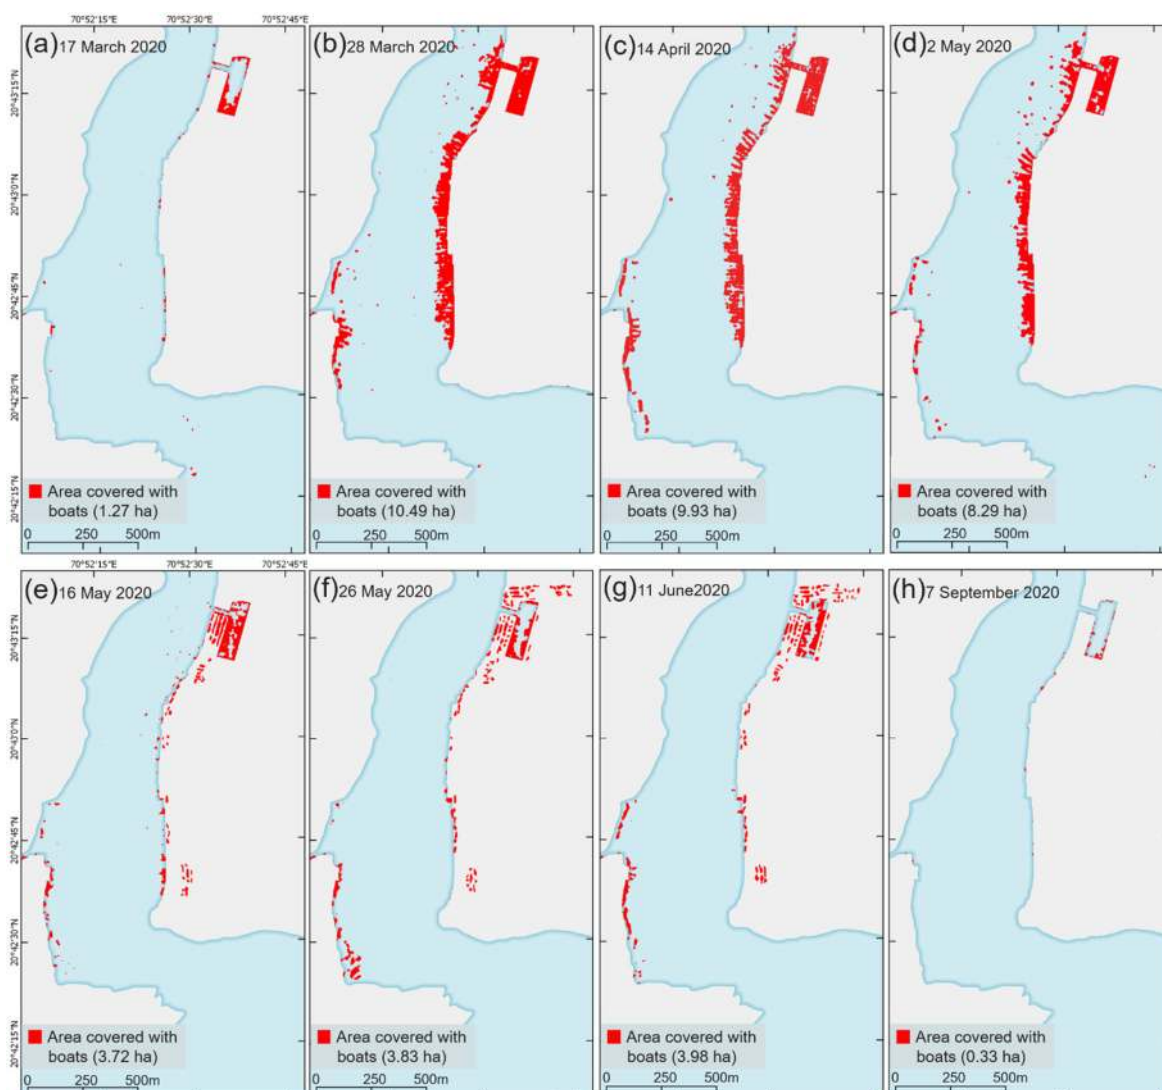 70°52'15"E 70°52'30"E 70°52'45"E
(a) 17 March 2020
20°43'15"N
20°43'0"N
20°42'45"N
20°42'30"N
20°42'15"N
Area covered with
boats (1.27 ha)
0 250 500m
(b) 28 March 2020
Area covered with
boats (10.49 ha)
0 250 500m
(c) 14 April 2020
Area covered with
boats (9.93 ha)
0 250 500m
(d) 2 May 2020
Area covered with
boats (8.29 ha)
0 250 500m
70°52'15"E 70°52'30"E 70°52'45"E
(e) 16 May 2020
20°43'15"N
20°43'0"N
20°42'45"N
20°42'30"N
20°42'15"N
Area covered with
boats (3.72 ha)
0 250 500m
(f) 26 May 2020
Area covered with
boats (3.83 ha)
0 250 500m
(g) 11 June2020
Area covered with
boats (3.98 ha)
0 250 500m
(h) 7 September 2020
Area covered with
boats (0.33 ha)
0 250 500m